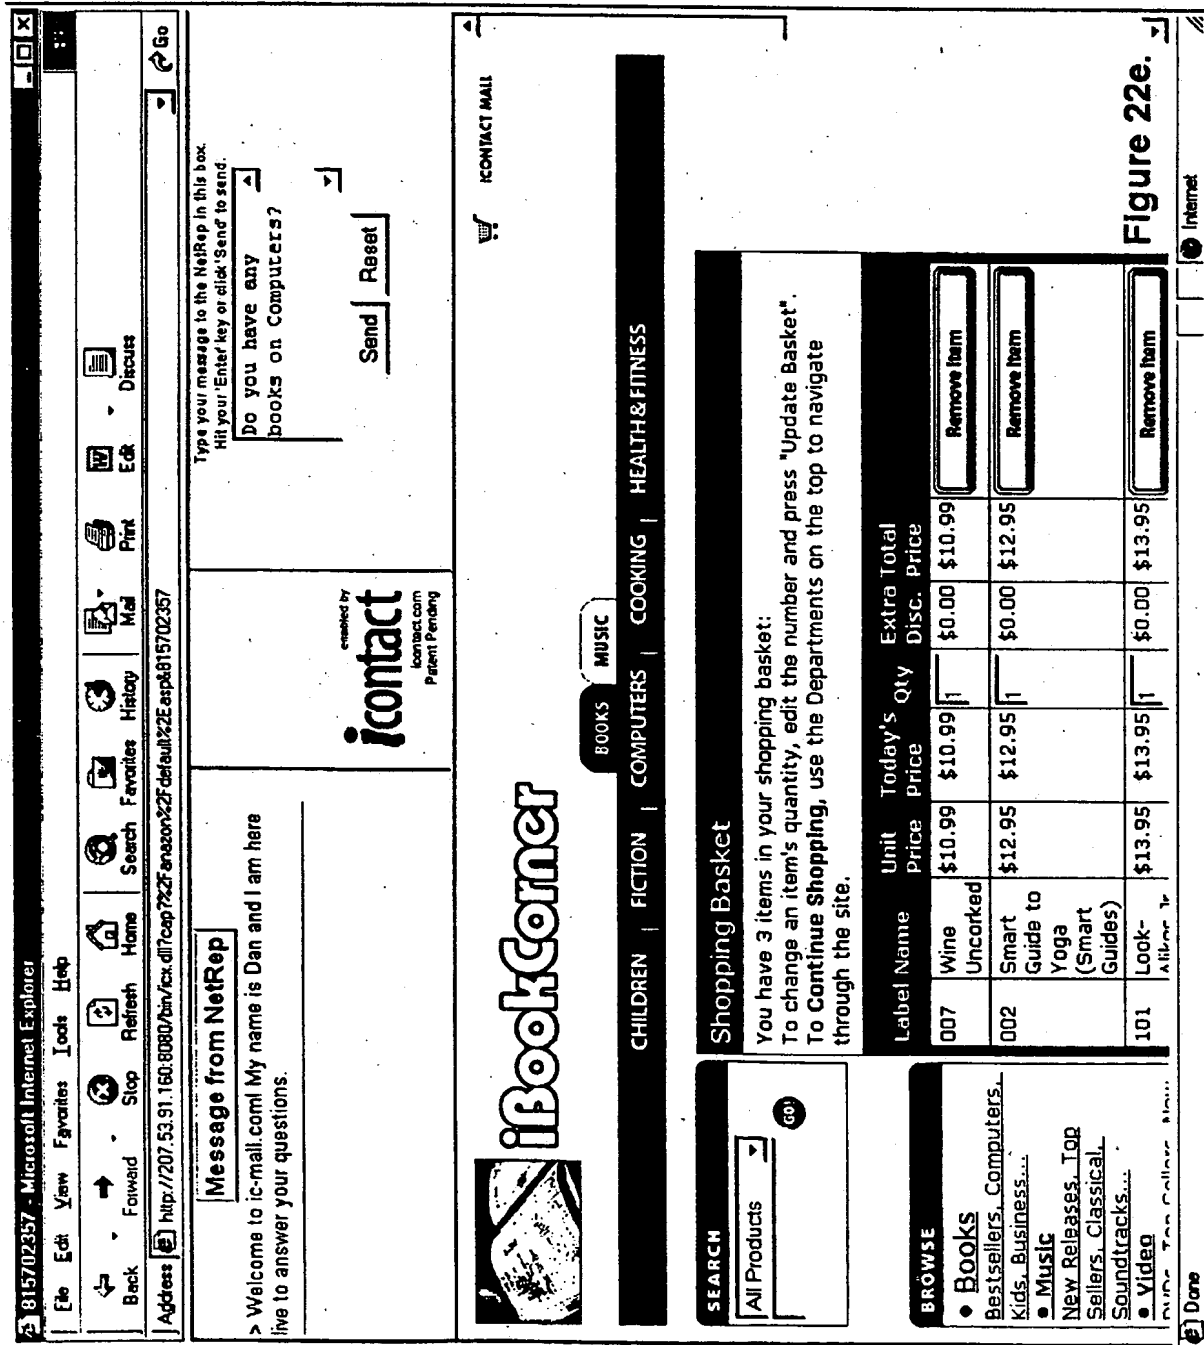 815702357 - Microsoft Internet Explorer
File Edit View Favorites Tools Help
Back Forward Stop Refresh Home Search Favorites History Mail Print Edit Discuss
Address http://207.53.91.160:8080/bin/icx.dll?cap?%2Fanazon%2Fdefault%2Easp&815702357 Go
Message from NetRep
> Welcome to ic-mall.com! My name is Dan and I am here
live to answer your questions.
enabled by
icontact
icontact.com
Patent Pending
Type your message to the NetRep in this box.
Hit your 'Enter' key or click 'Send' to send.
Do you have any
books on Computers?
Send Reset
iBookCorner
ICONTACT MALL
BOOKS MUSIC
CHILDREN | FICTION | COMPUTERS | COOKING | HEALTH & FITNESS
SEARCH
All Products
GO!
BROWSE
• Books
Bestsellers, Computers,
Kids, Business...
• Music
New Releases, Top
Sellers, Classical,
Soundtracks...
• Video
Shopping Basket
You have 3 items in your shopping basket:
To change an item's quantity, edit the number and press "Update Basket".
To Continue Shopping, use the Departments on the top to navigate
through the site.
Label Name Unit Price Today's Price Qty Extra Disc. Total Price
007 Wine Uncorked $10.99 $10.99 1 $0.00 $10.99 Remove Item
002 Smart Guide to Yoga (Smart Guides) $12.95 $12.95 1 $0.00 $12.95 Remove Item
101 Look- $13.95 $13.95 1 $0.00 $13.95 Remove Item
Figure 22e.
Done Internet